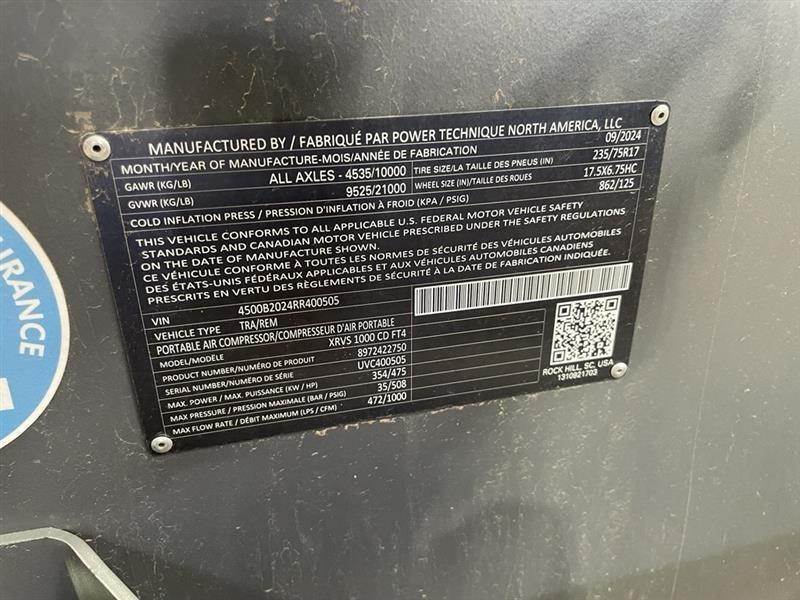 MANUFACTURED BY / FABRIQUÉ PAR POWER TECHNIQUE NORTH AMERICA, LLC
MONTH/YEAR OF MANUFACTURE-MOIS/ANNÉE DE FABRICATION 09/2024
GAWR (KG/LB) ALL AXLES - 4535/10000 TIRE SIZE/LA TAILLE DES PNEUS (IN) 235/75R17
GVWR (KG/LB) 9525/21000 WHEEL SIZE (IN)/TAILLE DES ROUES 17.5X6.75HC
COLD INFLATION PRESS / PRESSION D'INFLATION À FROID (KPA / PSIG) 862/125
THIS VEHICLE CONFORMS TO ALL APPLICABLE U.S. FEDERAL MOTOR VEHICLE SAFETY
STANDARDS AND CANADIAN MOTOR VEHICLE PRESCRIBED UNDER THE SAFETY REGULATIONS
ON THE DATE OF MANUFACTURE SHOWN.
CE VÉHICULE CONFORME À TOUTES LES NORMES DE SÉCURITÉ DES VÉHICULES AUTOMOBILES
DES ÉTATS-UNIS FÉDÉRAUX APPLICABLES ET AUX VÉHICULES AUTOMOBILES CANADIENS
PRESCRITS EN VERTU DES RÈGLEMENTS DE SÉCURITÉ À LA DATE DE FABRICATION INDIQUÉE.
VIN 4500B2024RR400505
VEHICLE TYPE TRA/REM
PORTABLE AIR COMPRESSOR/COMPRESSEUR D'AIR PORTABLE
MODEL/MODÈLE XRVS 1000 CD FT4
PRODUCT NUMBER/NUMÉRO DE PRODUIT 8972422750
SERIAL NUMBER/NUMÉRO DE SÉRIE UVC400505
MAX. POWER / MAX. PUISSANCE (KW / HP) 354/475
MAX PRESSURE / PRESSION MAXIMALE (BAR / PSIG) 35/508
MAX FLOW RATE / DÉBIT MAXIMUM (LPS / CFM) 472/1000
ROCK HILL, SC, USA
1310921703
URANCE